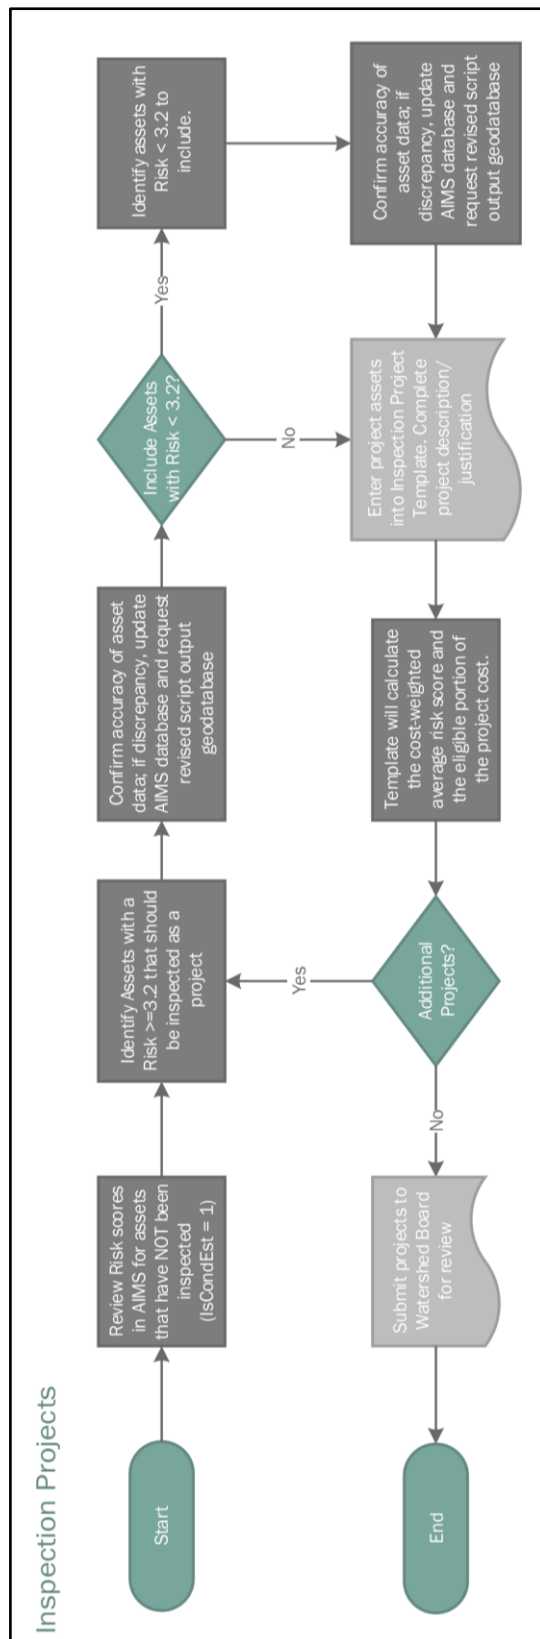 Inspection Projects
Start
Review Risk scores
in AIMS for assets
that have NOT been
inspected
(IsCondEst = 1)
Identify Assets with a
Risk >=3.2 that should
be inspected as a
project
Confirm accuracy of asset
data; if discrepancy, update
AIMS database and request
revised script output
geodatabase
Include Assets
with Risk < 3.2?
Yes
Identify assets with
Risk < 3.2 to
include.
No
Confirm accuracy of
asset data; if
discrepancy, update
AIMS database and
request revised script
output geodatabase
Enter project assets
into Inspection Project
Template. Complete
project description/
justification
Template will calculate
the cost-weighted
average risk score and
the eligible portion of
the project cost.
Additional
Projects?
Yes
No
Submit projects to
Watershed Board
for review
End